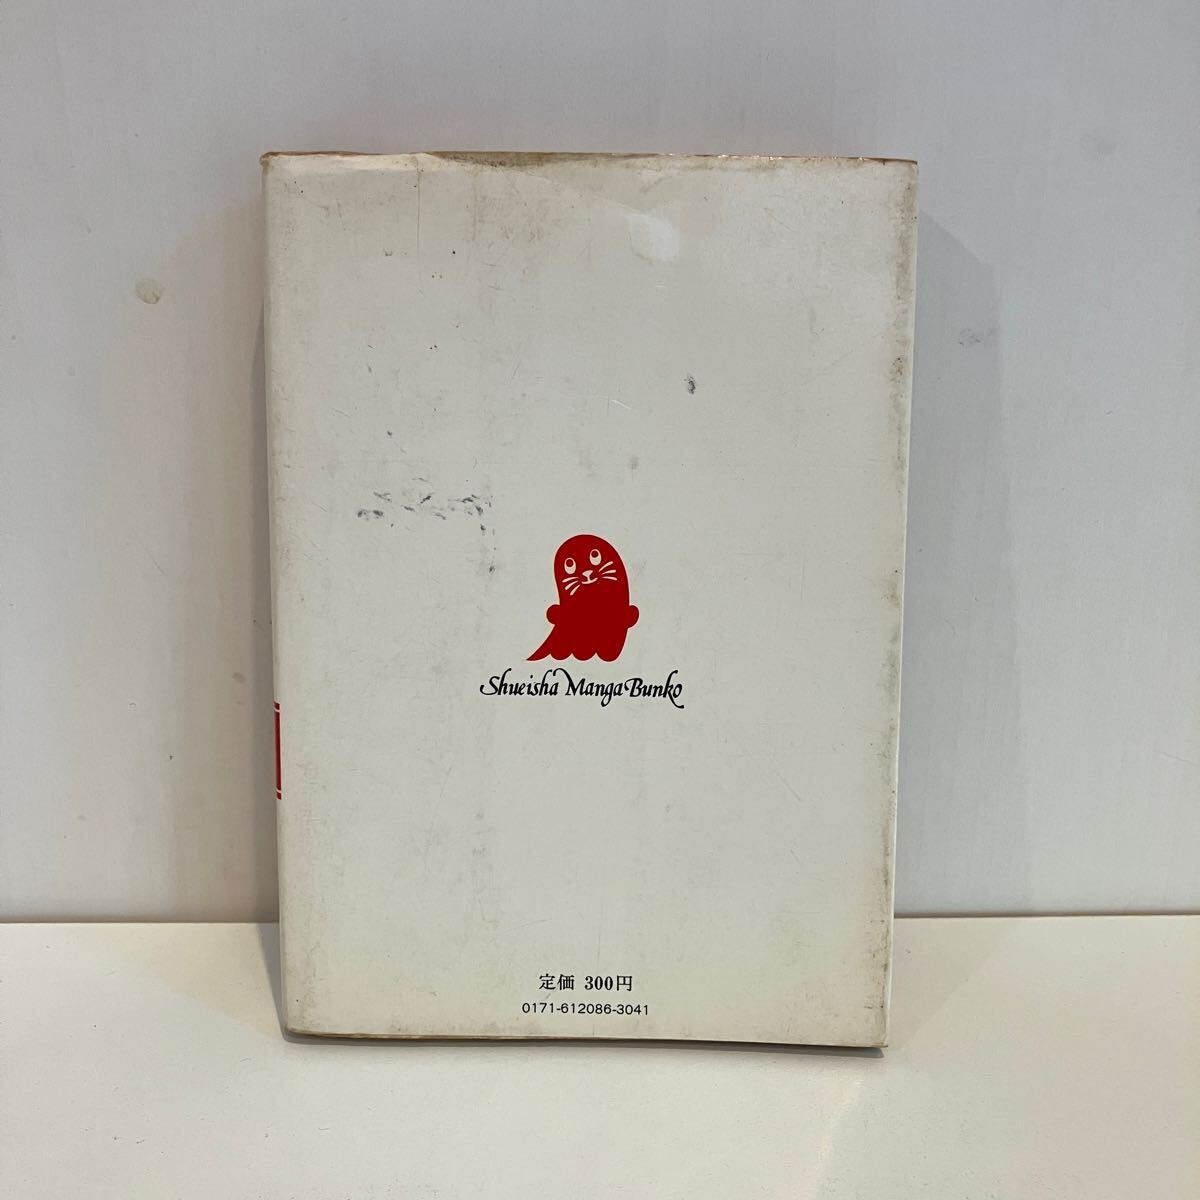 Shueisha Manga Bunko
定価 300円
0171-612086-3041